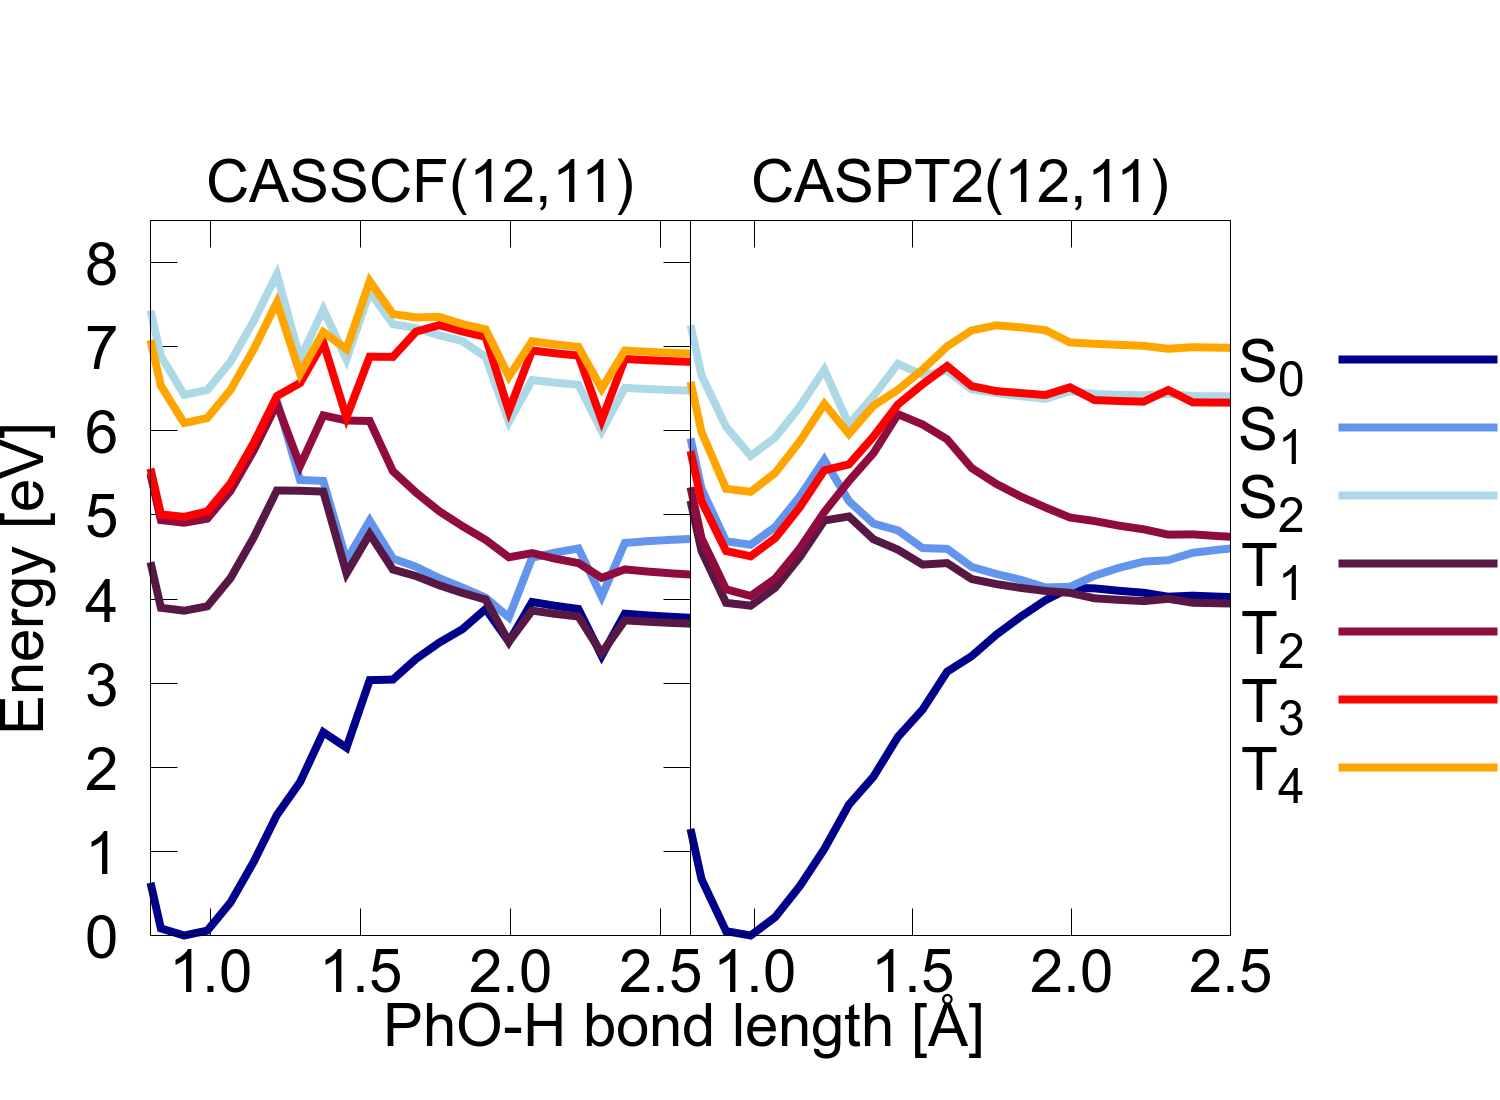 CASSCF(12,11) CASPT2(12,11)
Energy [eV]
8
7
6
5
4
3
2
1
0
1.0 1.5 2.0 2.5 1.0 1.5 2.0 2.5
PhO-H bond length [Å]
S0
S1
S2
T1
T2
T3
T4